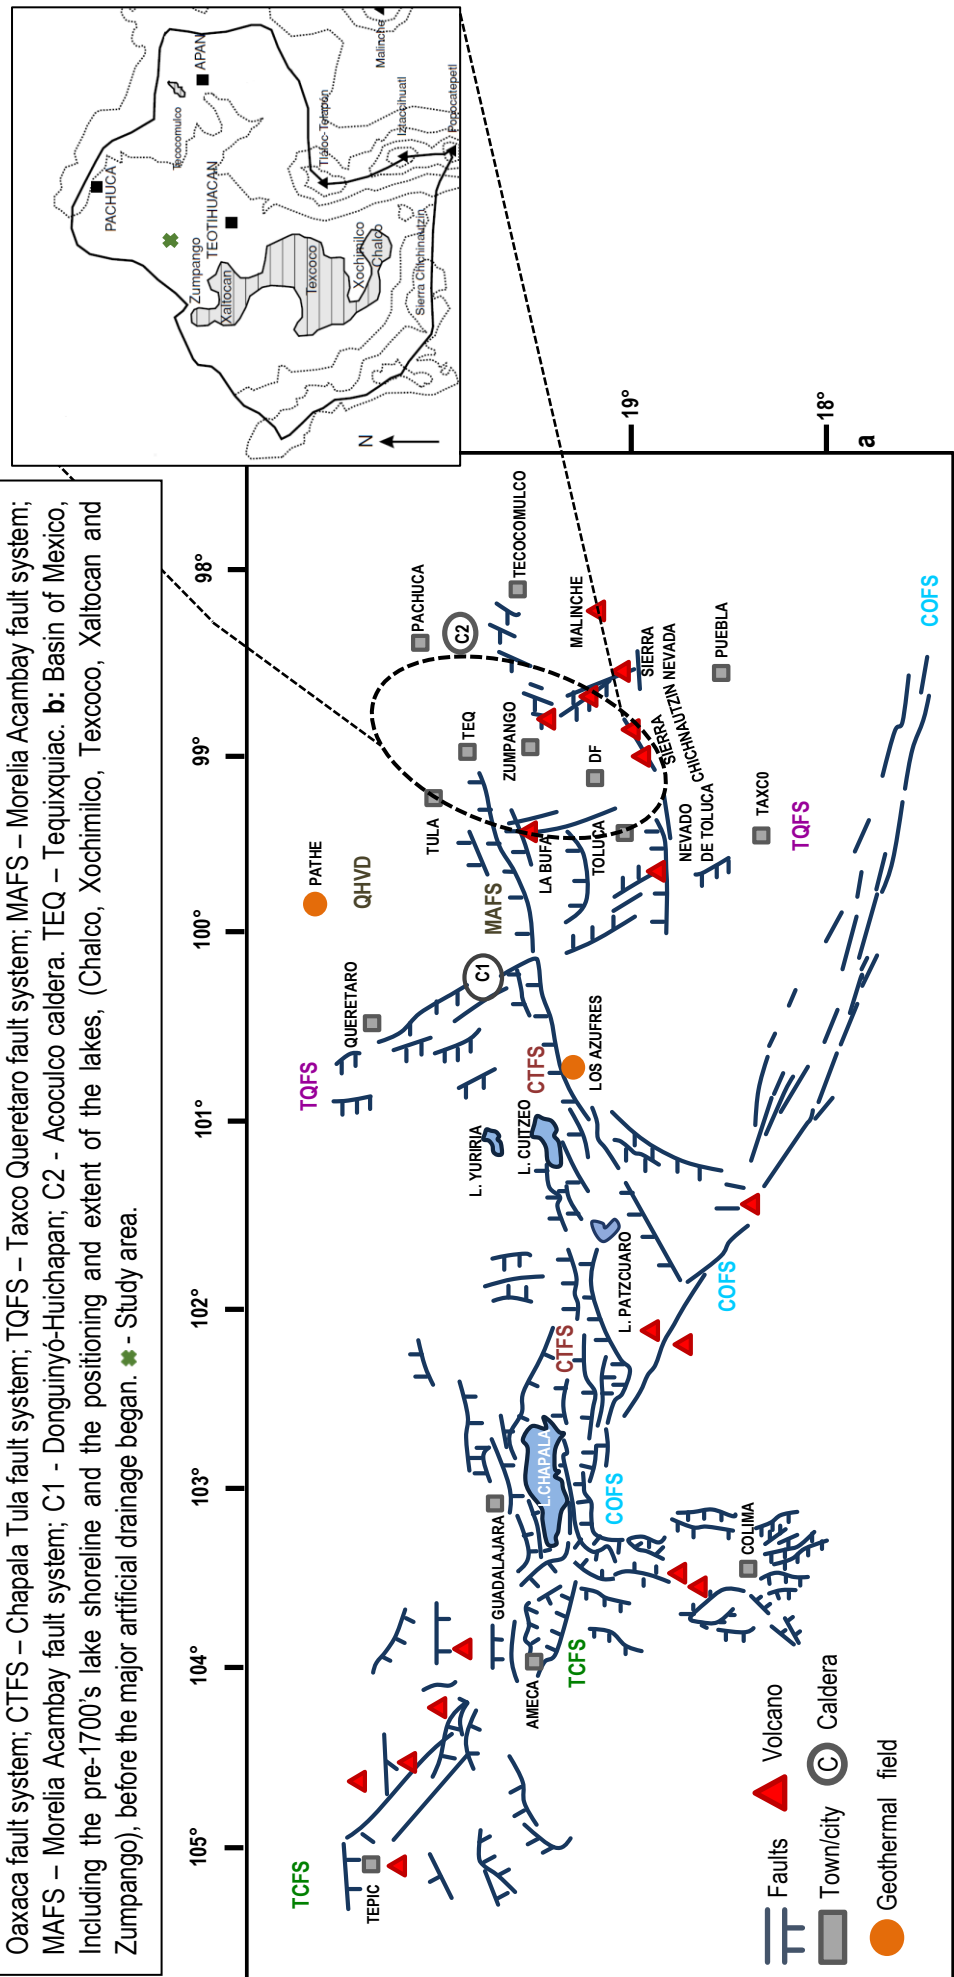 Oaxaca fault system; CTFS – Chapala Tula fault system; TQFS – Taxco Queretaro fault system; MAFS – Morelia Acambay fault system;
MAFS – Morelia Acambay fault system; C1 - Donguinyó-Huichapan; C2 - Acoculco caldera. TEQ – Tequixquiac. b: Basin of Mexico,
Including the pre-1700's lake shoreline and the positioning and extent of the lakes, (Chalco, Xochimilco, Texcoco, Xaltocan and
Zumpango), before the major artificial drainage began. - Study area.
PACHUCA
APAN
Tecocomulco
TEOTIHUACAN
Zumpango
Xaltocan
Texcoco
Xochimilco
Chalco
Sierra Chichinautzin
Tlaloc-Telapón
Iztaccihuatl
Popocatepetl
Malinche
N
105°
104°
103°
102°
101°
100°
99°
98°
19°
18°
a
TCFS
TEPIC
AMECA
TCFS
GUADALAJARA
L.CHAPALA
COFS
COLIMA
CTFS
L. PATZCUARO
COFS
L. YURIRIA
L. CUITZEO
CTFS
LOS AZUFRES
TQFS
QUERETARO
C1
PATHE
QHVD
MAFS
TULA
TEQ
LA BUFA
TOLUCA
ZUMPANGO
DF
NEVADO
DE TOLUCA
SIERRA
CHICHNAUTZIN
SIERRA
NEVADA
MALINCHE
PACHUCA
C2
TECOCOMULCO
PUEBLA
TAXC0
TQFS
COFS
Faults
Volcano
Town/city
C
Caldera
Geothermal field